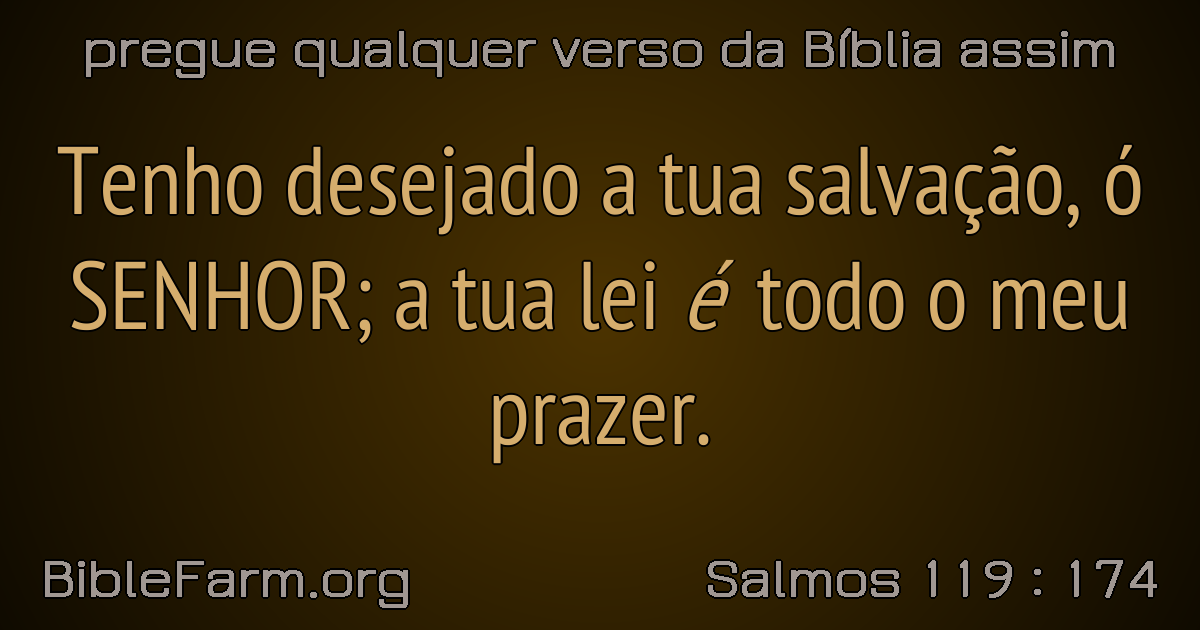 pregue qualquer verso da Bíblia assim
Tenho desejado a tua salvação, ó
SENHOR; a tua lei é todo o meu
prazer.
BibleFarm.org
Salmos 119 : 174